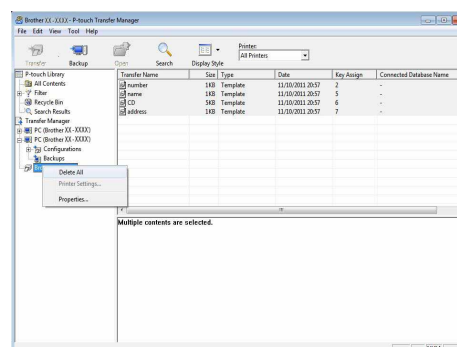 Brother XX-XXXX - P-touch Transfer Manager
File Edit View Tool Help
Transfer Backup Open Search Display Style
Printer:
All Printers
P-touch Library
All Contents
Filter
Recycle Bin
Search Results
Transfer Manager
PC (Brother XX-XXXX)
PC (Brother XX-XXXX)
Configurations
Backups
Delete All
Printer Settings...
Properties...
Transfer Name Size Type Date Key Assign Connected Database Name
number 1KB Template 11/10/2011 20:57 2 -
name 1KB Template 11/10/2011 20:57 5 -
CD 5KB Template 11/10/2011 20:57 6 -
address 1KB Template 11/10/2011 20:57 7 -
Multiple contents are selected.